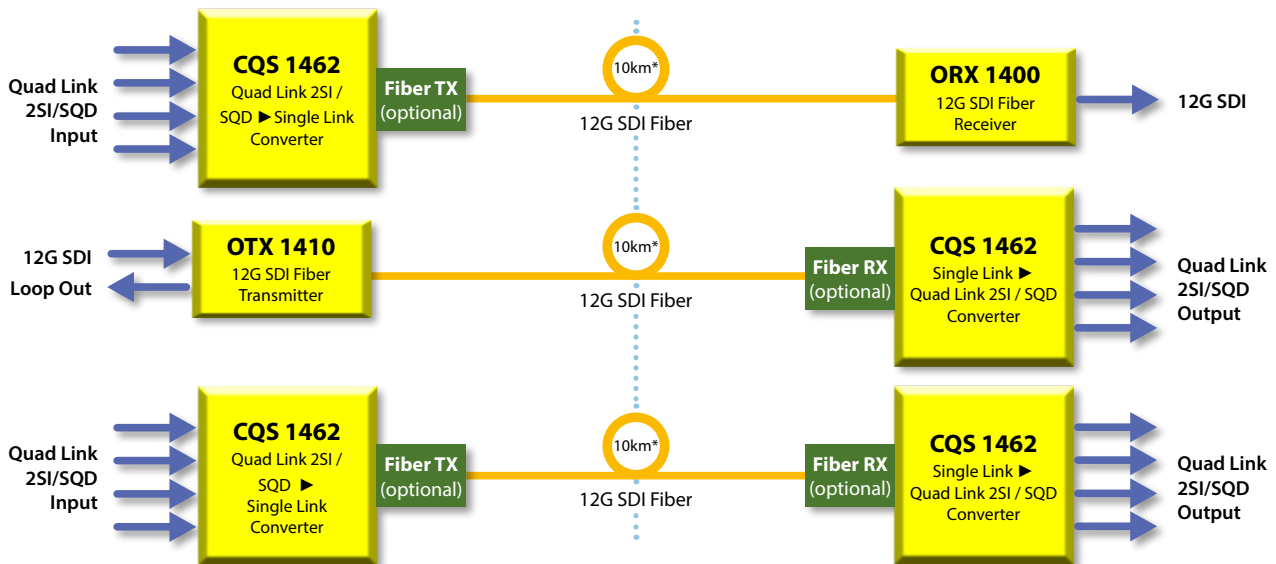 Quad Link
2SI/SQD
Input
CQS 1462
Quad Link 2SI /
SQD ►Single Link
Converter
Fiber TX
(optional)
10km*
12G SDI Fiber
ORX 1400
12G SDI Fiber
Receiver
12G SDI
12G SDI
Loop Out
OTX 1410
12G SDI Fiber
Transmitter
10km*
12G SDI Fiber
Fiber RX
(optional)
CQS 1462
Single Link ►
Quad Link 2SI / SQD
Converter
Quad Link
2SI/SQD
Output
Quad Link
2SI/SQD
Input
CQS 1462
Quad Link 2SI /
SQD ►
Single Link
Converter
Fiber TX
(optional)
10km*
12G SDI Fiber
Fiber RX
(optional)
CQS 1462
Single Link ►
Quad Link 2SI / SQD
Converter
Quad Link
2SI/SQD
Output